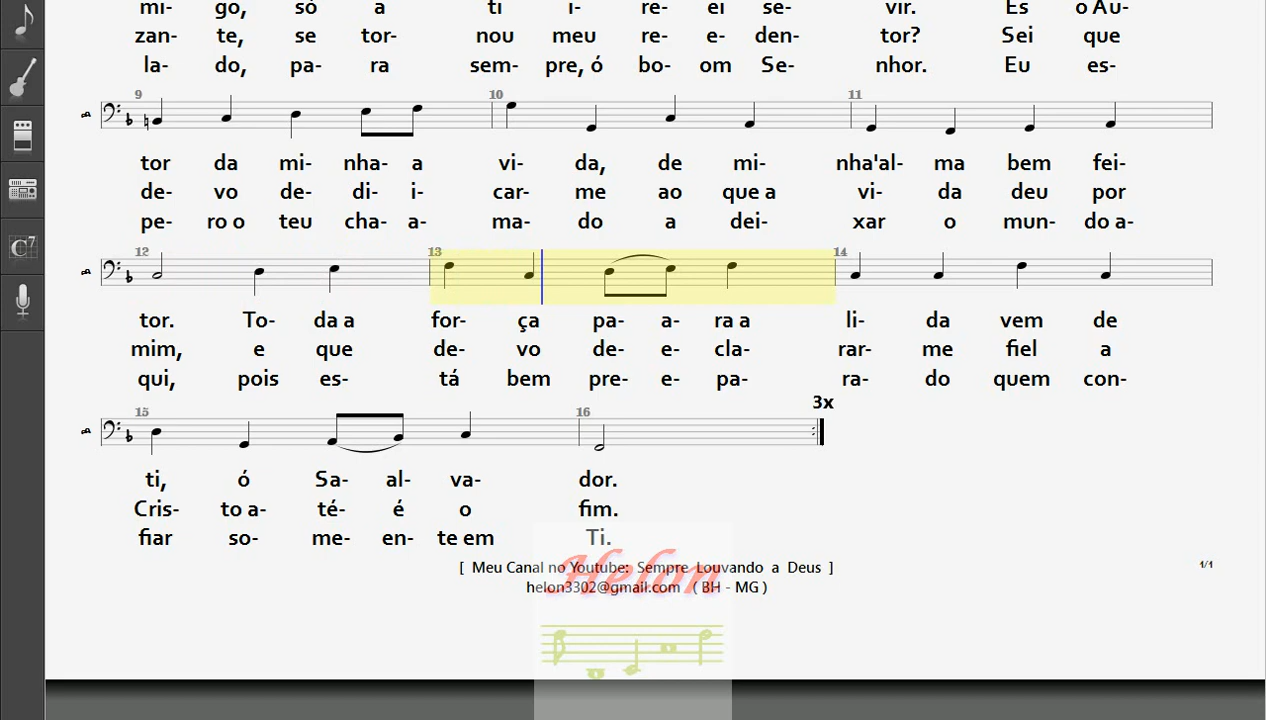 mi- go, só a ti i- re- ei se- vir. Es o Au-
zan- te, se tor- nou meu re- e- den- tor? Sei que
la- do, pa- ra sem- pre, ó bo- om Se- nhor. Eu es-
9 10 11
tor da mi- nha- a vi- da, de mi- nha'al- ma bem fei-
de- vo de- di- i- car- me ao que a vi- da deu por
pe- ro o teu cha- a- ma- do a dei- xar o mun- do a-
12 13 14
tor. To- da a for- ça pa- a- ra a li- da vem de
mim, e que de- vo de- e- cla- rar- me fiel a
qui, pois es- tá bem pre- e- pa- ra- do quem con-
3x
15 16
ti, ó Sa- al- va- dor.
Cris- to a- té- é o fim.
fiar so- me- en- te em Ti.
[ Meu Canal no Youtube: Sempre Louvando a Deus ]
1/1
helon3302@gmail.com ( BH - MG )
Helon
C7